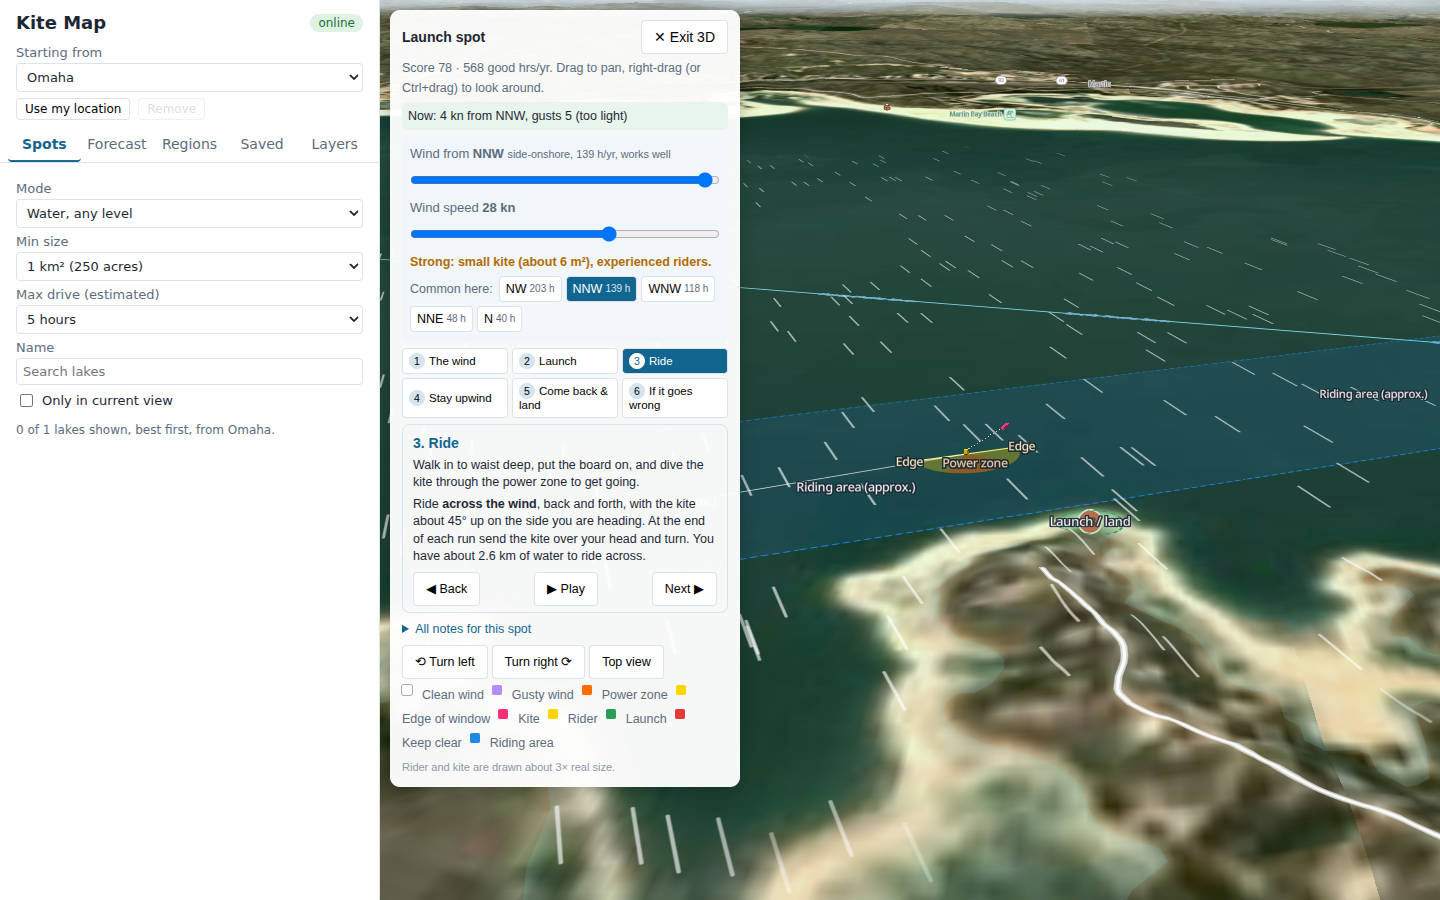 Kite Map
online
Starting from
Omaha
Use my location
Remove
Spots
Forecast
Regions
Saved
Layers
Mode
Water, any level
Min size
1 km² (250 acres)
Max drive (estimated)
5 hours
Name
Search lakes
Only in current view
0 of 1 lakes shown, best first, from Omaha.
Launch spot
✕ Exit 3D
Score 78 · 568 good hrs/yr. Drag to pan, right-drag (or
Ctrl+drag) to look around.
Now: 4 kn from NNW, gusts 5 (too light)
Wind from NNW side-onshore, 139 h/yr, works well
Wind speed 28 kn
Strong: small kite (about 6 m²), experienced riders.
Common here: NW 203 h NNW 139 h WNW 118 h
NNE 48 h N 40 h
1 The wind
2 Launch
3 Ride
4 Stay upwind
5 Come back &
land
6 If it goes
wrong
3. Ride
Walk in to waist deep, put the board on, and dive the
kite through the power zone to get going.
Ride across the wind, back and forth, with the kite
about 45° up on the side you are heading. At the end
of each run send the kite over your head and turn. You
have about 2.6 km of water to ride across.
◀ Back
▶ Play
Next ▶
▶ All notes for this spot
⟲ Turn left
Turn right ⟳
Top view
Clean wind Gusty wind Power zone
Edge of window Kite Rider Launch
Keep clear Riding area
Rider and kite are drawn about 3× real size.
Martin Bay Beach
Riding area (approx.)
Edge
Edge
Power zone
Riding area (approx.)
Launch / land